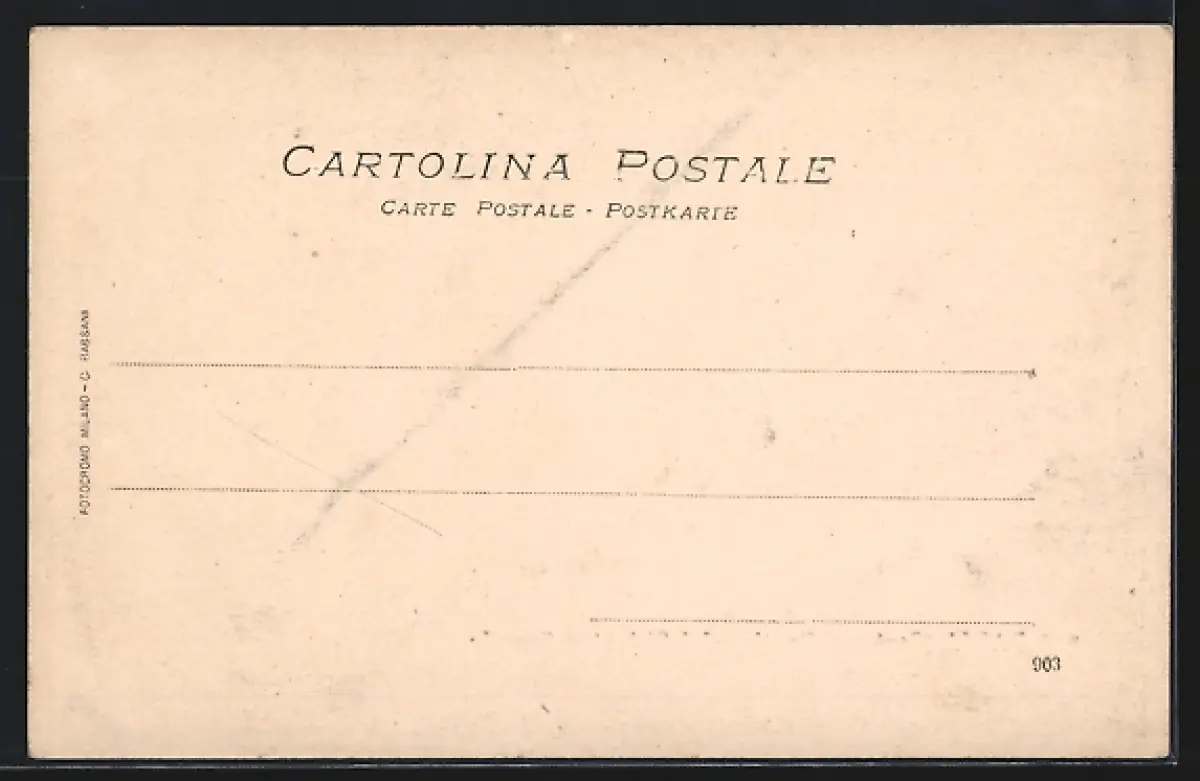 CARTOLINA POSTALE
CARTE POSTALE - POSTKARTE
FOTOCROMO MILANO - C. BASSANI
903